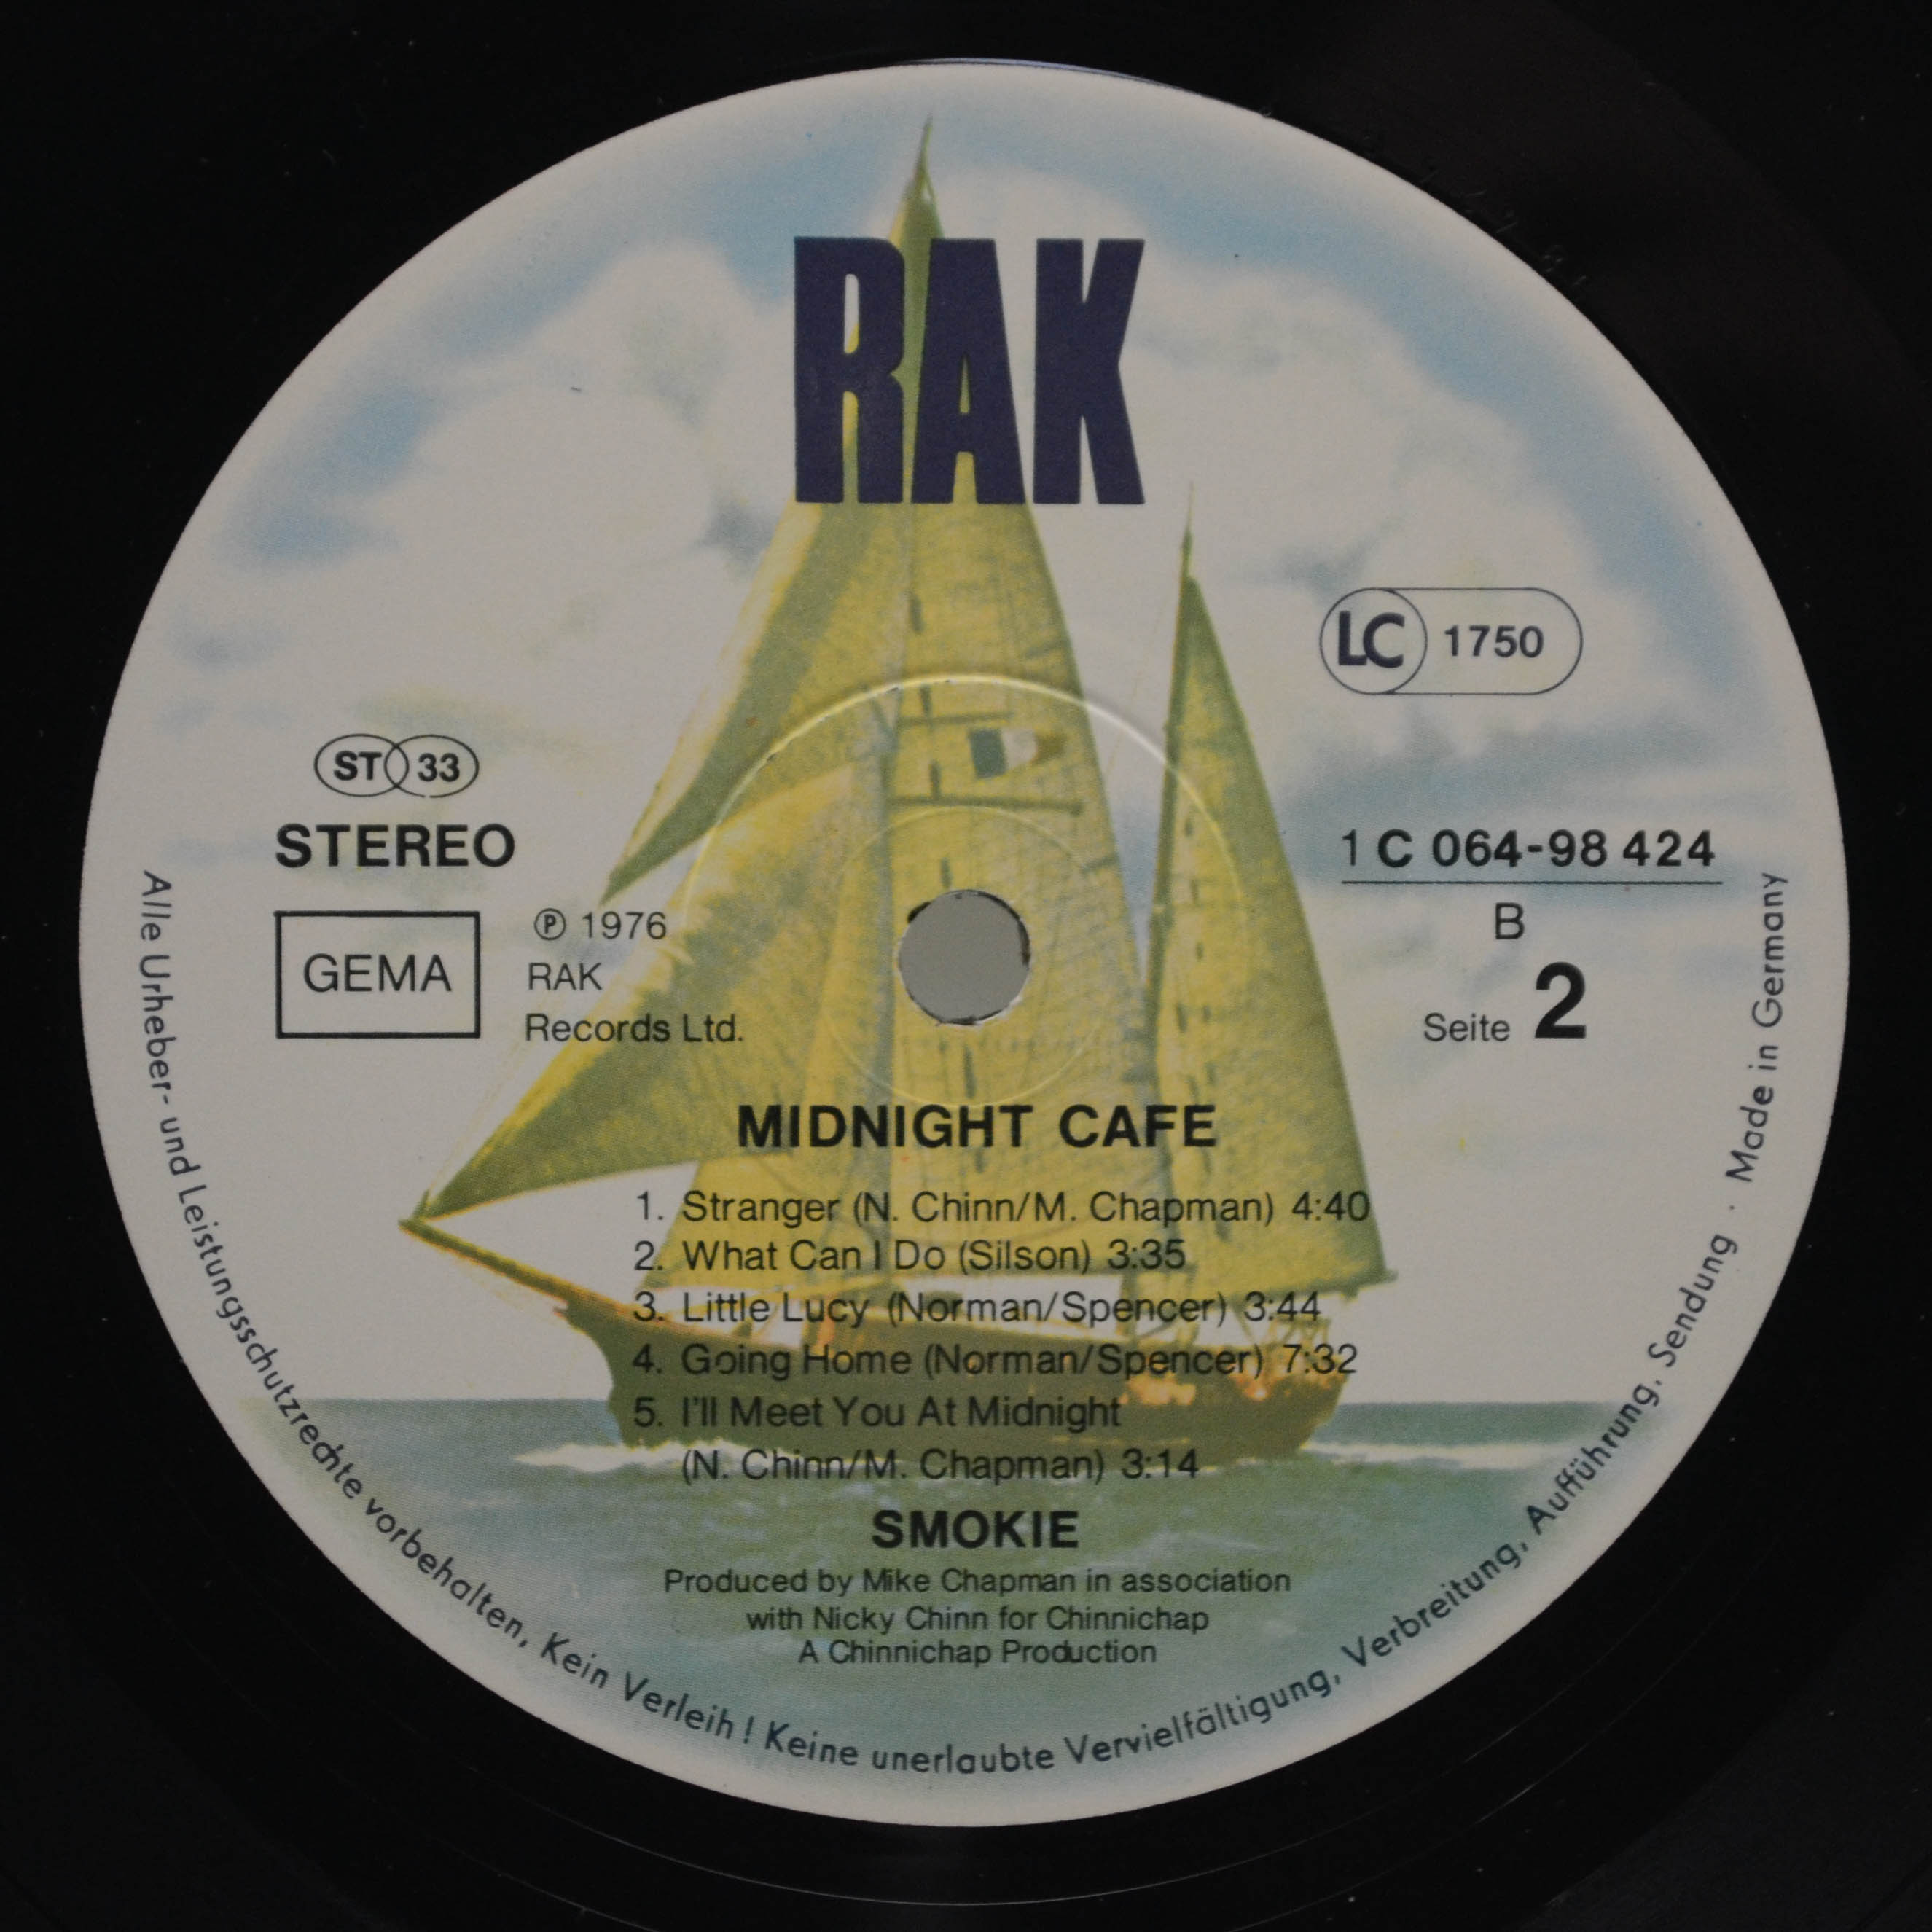 RAK
LC 1750
ST 33
STEREO
1 C 064-98 424
GEMA
℗ 1976
RAK
Records Ltd.
B
Seite 2
MIDNIGHT CAFE
1. Stranger (N. Chinn/M. Chapman) 4:40
2. What Can I Do (Silson) 3:35
3. Little Lucy (Norman/Spencer) 3:44
4. Going Home (Norman/Spencer) 7:32
5. I'll Meet You At Midnight
(N. Chinn/M. Chapman) 3:14
SMOKIE
Produced by Mike Chapman in association
with Nicky Chinn for Chinnichap
A Chinnichap Production
Alle Urheber- und Leistungsschutzrechte vorbehalten, Kein Verleih! Keine unerlaubte Vervielfältigung, Verbreitung, Aufführung, Sendung · Made in Germany